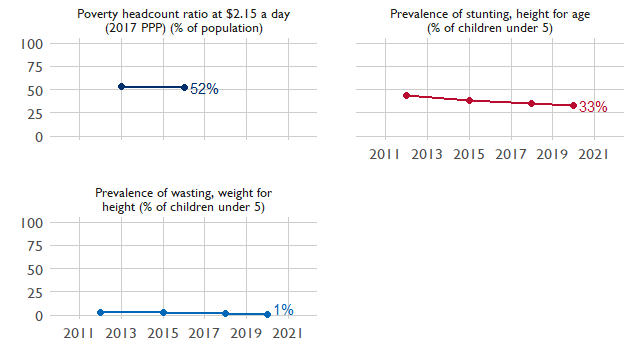 Poverty headcount ratio at $2.15 a day
(2017 PPP) (% of population)
100
75
50
25
0
52%
Prevalence of stunting, height for age
(% of children under 5)
33%
2011 2013 2015 2017 2019 2021
Prevalence of wasting, weight for
height (% of children under 5)
100
75
50
25
0
1%
2011 2013 2015 2017 2019 2021